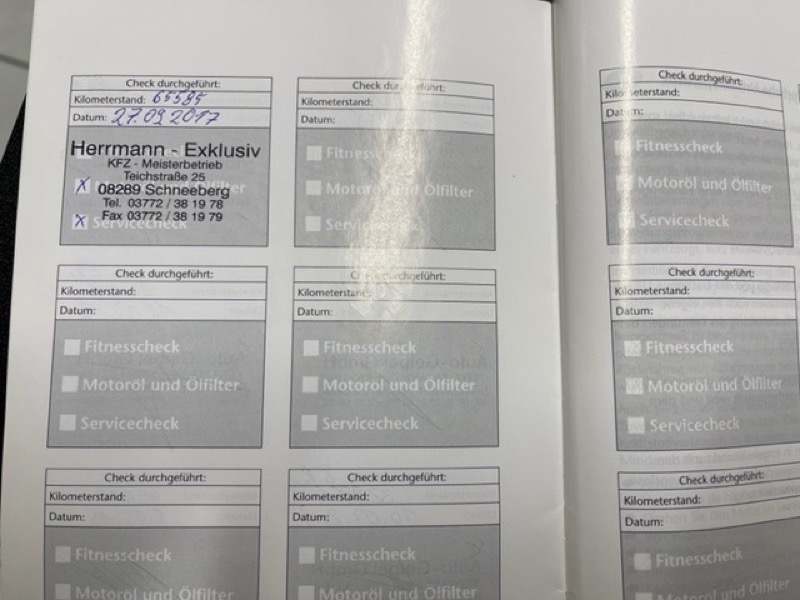 Check durchgeführt:
Kilometerstand: 65585
Datum: 27.09.2017
Herrmann - Exklusiv
KFZ - Meisterbetrieb
Teichstraße 25
X 08289 Schneeberg
Tel. 03772 / 38 19 78
Fax 03772 / 38 19 79
X Servicecheck
Check durchgeführt:
Kilometerstand:
Datum:
Fitnesscheck
Motoröl und Ölfilter
Servicecheck
Check durchgeführt:
Kilometerstand:
Datum:
Fitnesscheck
Motoröl und Ölfilter
Servicecheck
Check durchgeführt:
Kilometerstand:
Datum:
Fitnesscheck
Motoröl und Ölfilter
Servicecheck
Check durchgeführt:
Kilometerstand:
Datum:
Fitnesscheck
Motoröl und Ölfilter
Servicecheck
Check durchgeführt:
Kilometerstand:
Datum:
Fitnesscheck
Motoröl und Ölfilter
Servicecheck
Check durchgeführt:
Kilometerstand:
Datum:
Fitnesscheck
Motoröl und Ölfilter
Check durchgeführt:
Kilometerstand:
Datum:
Fitnesscheck
Motoröl und Ölfilter
Check durchgeführt:
Kilometerstand:
Datum:
Fitnesscheck
Motoröl und Ölfilter